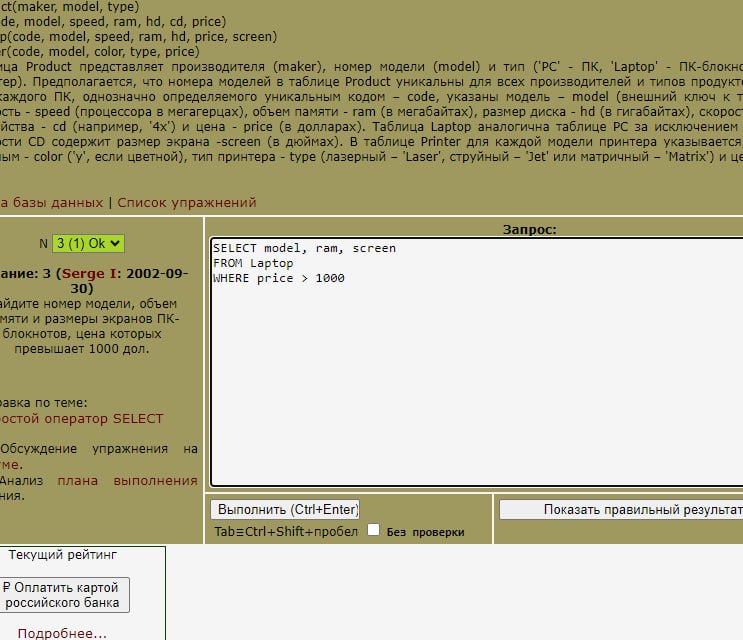 ct(maker, model, type)
de, model, speed, ram, hd, cd, price)
p(code, model, speed, ram, hd, price, screen)
er(code, model, color, type, price)
ица Product представляет производителя (maker), номер модели (model) и тип ('PC' - ПК, 'Laptop' - ПК-блокно
тер). Предполагается, что номера моделей в таблице Product уникальны для всех производителей и типов продукто
каждого ПК, однозначно определяемого уникальным кодом – code, указаны модель – model (внешний ключ к т
ость - speed (процессора в мегагерцах), объем памяти - ram (в мегабайтах), размер диска - hd (в гигабайтах), скорост
йства - cd (например, '4x') и цена - price (в долларах). Таблица Laptop аналогична таблице РС за исключением
ости CD содержит размер экрана -screen (в дюймах). В таблице Printer для каждой модели принтера указывается,
ным - color ('y', если цветной), тип принтера - type (лазерный – 'Laser', струйный – 'Jet' или матричный – 'Matrix') и це
а базы данных | Список упражнений
N 3 (1) Ok
ание: 3 (Serge I: 2002-09-
30)
айдите номер модели, объем
мяти и размеры экранов ПК-
блокнотов, цена которых
превышает 1000 дол.
равка по теме:
остой оператор SELECT
Обсуждение упражнения на
уме.
Анализ плана выполнения
ния.
Запрос:
SELECT model, ram, screen
FROM Laptop
WHERE price > 1000
Выполнить (Ctrl+Enter)
Показать правильный результат
Tab≡Ctrl+Shift+пробел Без проверки
Текущий рейтинг
₽ Оплатить картой
российского банка
Подробнее...